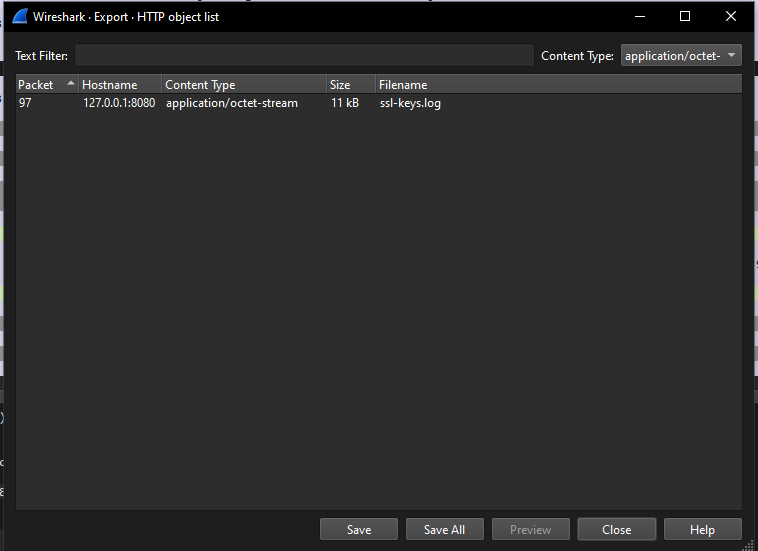 Wireshark · Export · HTTP object list
Text Filter: Content Type: application/octet-
Packet Hostname Content Type Size Filename
97 127.0.0.1:8080 application/octet-stream 11 kB ssl-keys.log
Save Save All Preview Close Help